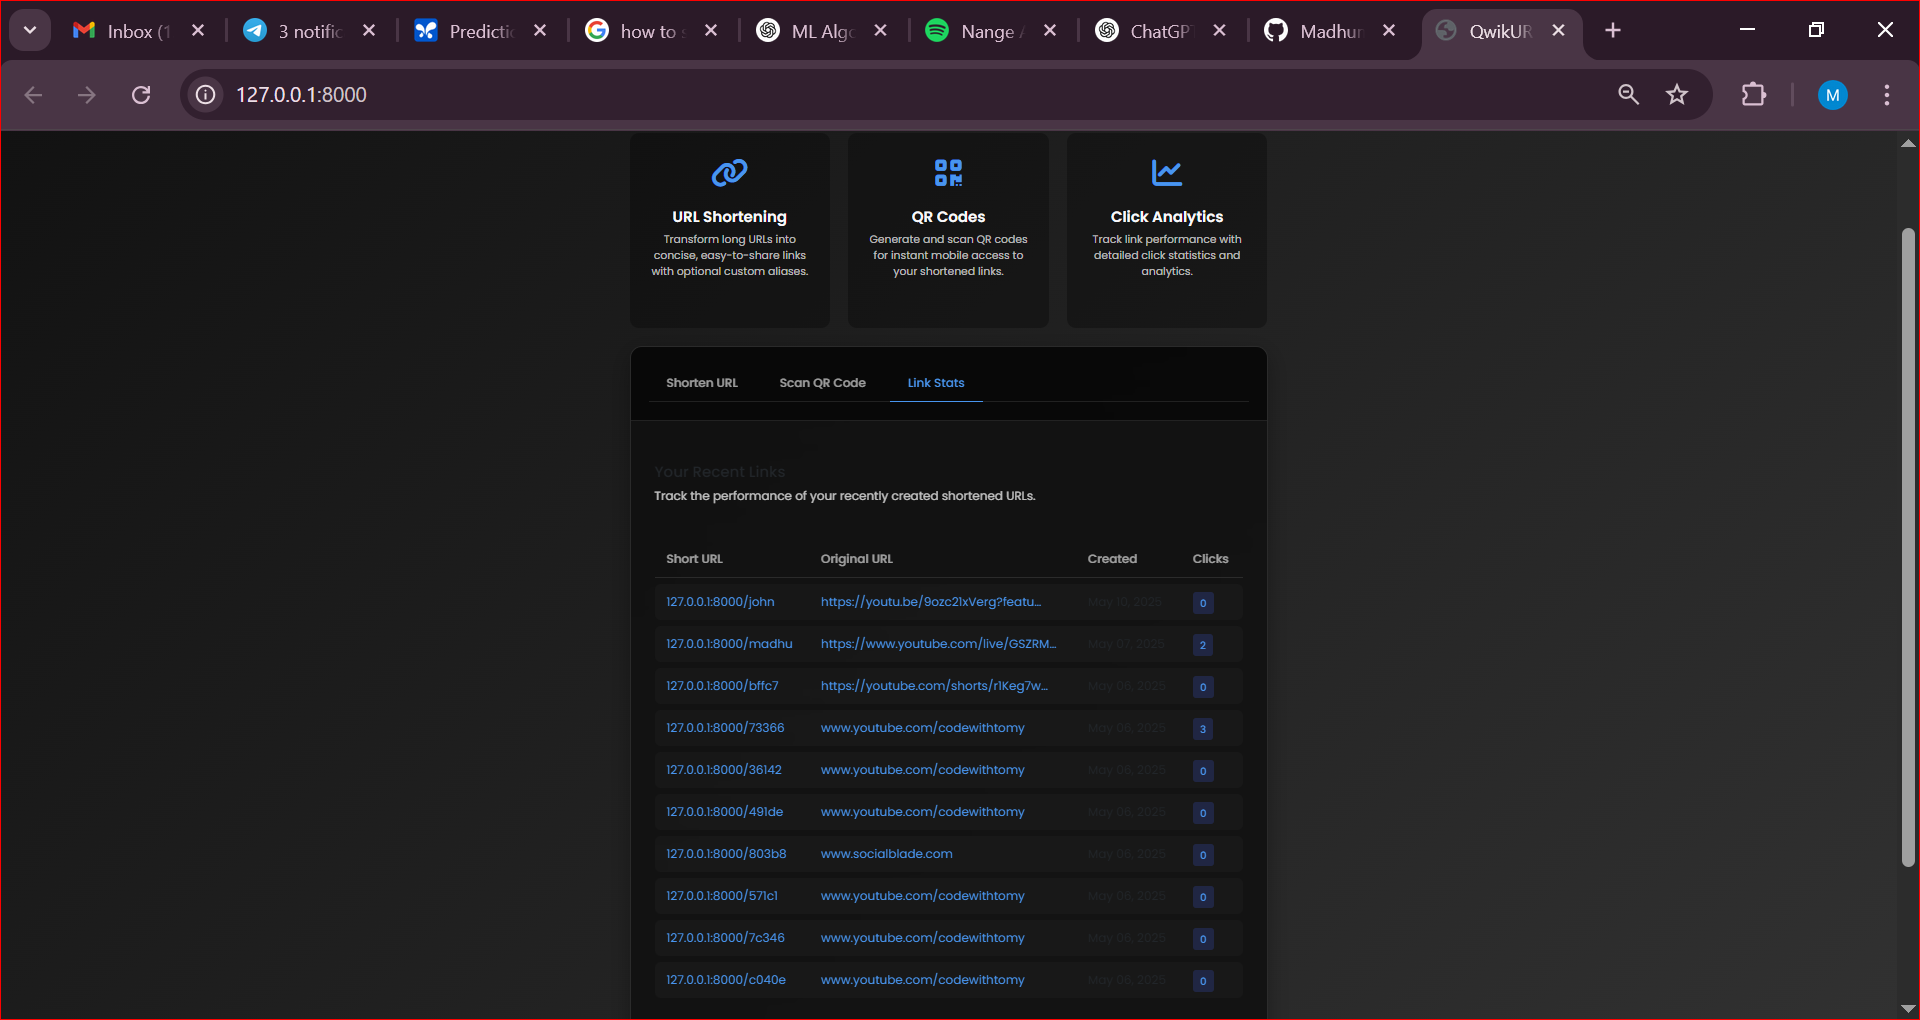 Inbox (1
3 notific
Predictic
how to s
ML Algo
Nange A
ChatGPT
Madhur
QwikUR
127.0.0.1:8000
M
URL Shortening
Transform long URLs into
concise, easy-to-share links
with optional custom aliases.
QR Codes
Generate and scan QR codes
for instant mobile access to
your shortened links.
Click Analytics
Track link performance with
detailed click statistics and
analytics.
Shorten URL Scan QR Code Link Stats
Your Recent Links
Track the performance of your recently created shortened URLs.
Short URL Original URL Created Clicks
127.0.0.1:8000/john https://youtu.be/9ozc21xVerg?featu... May 10, 2025 0
127.0.0.1:8000/madhu https://www.youtube.com/live/GSZRM... May 07, 2025 2
127.0.0.1:8000/bffc7 https://youtube.com/shorts/r1Keg7w... May 06, 2025 0
127.0.0.1:8000/73366 www.youtube.com/codewithtomy May 06, 2025 3
127.0.0.1:8000/36142 www.youtube.com/codewithtomy May 06, 2025 0
127.0.0.1:8000/491de www.youtube.com/codewithtomy May 06, 2025 0
127.0.0.1:8000/803b8 www.socialblade.com May 06, 2025 0
127.0.0.1:8000/571c1 www.youtube.com/codewithtomy May 06, 2025 0
127.0.0.1:8000/7c346 www.youtube.com/codewithtomy May 06, 2025 0
127.0.0.1:8000/c040e www.youtube.com/codewithtomy May 06, 2025 0